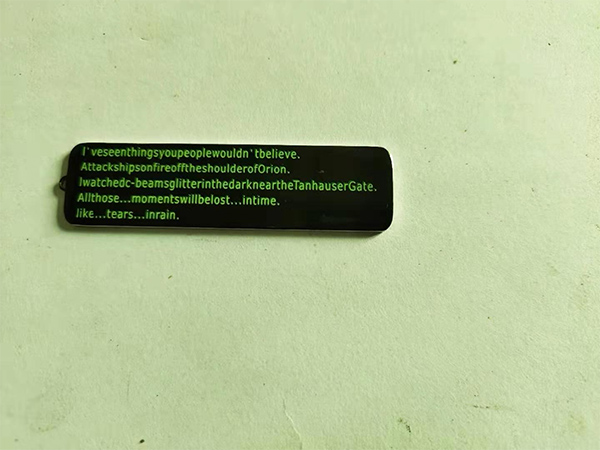 I'veseenthingsyoupeoplewouldn'tbelieve.
Attackshipsonfireofftheshoulderof​Orion.
Iwatchedc-beamsglitterinthedarkneartheTanhauserGate.
Allthose...momentswillbelost...intime.
like...tears...inrain.